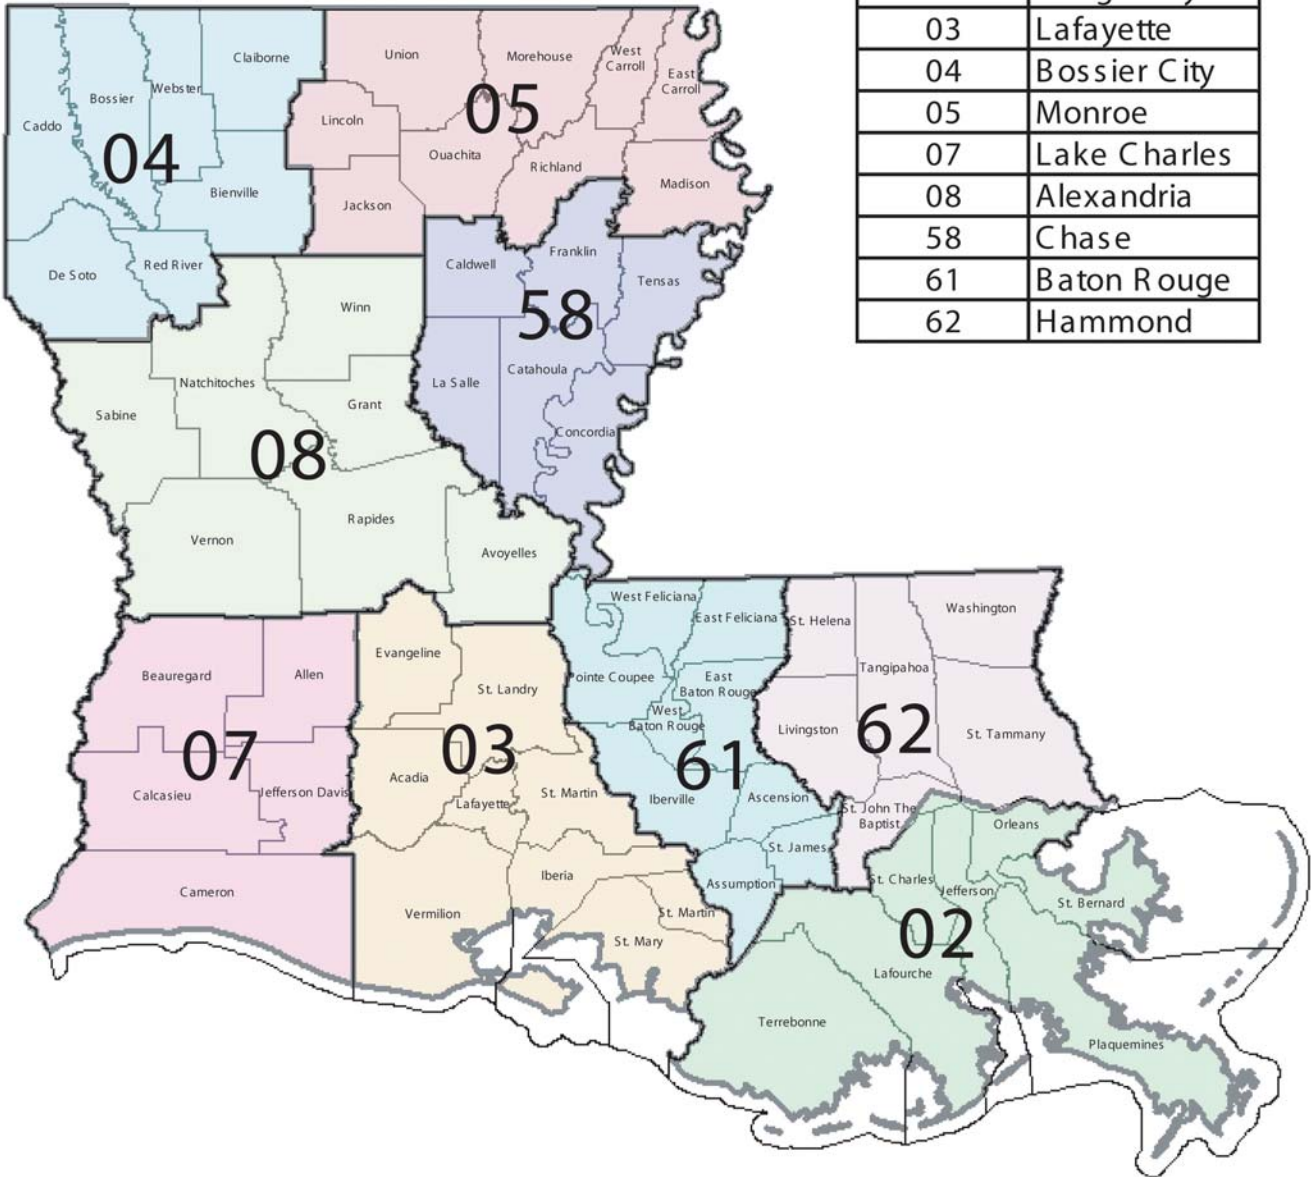 03 Lafayette
04 Bossier City
05 Monroe
07 Lake Charles
08 Alexandria
58 Chase
61 Baton Rouge
62 Hammond
Claiborne
Union
Morehouse
West
Carroll
East
Carroll
Webster
Bossier
Caddo
04
Lincoln
05
Ouachita
Richland
Madison
Bienville
Jackson
De Soto
Red River
Caldwell
Franklin
Tensas
58
Winn
Natchitoches
La Salle
Catahoula
Sabine
Grant
Concordia
08
Vernon
Rapides
Avoyelles
West Feliciana
East Feliciana
St. Helena
Washington
Evangeline
Beauregard
Allen
St. Landry
ointe Coupee
East
Baton Rouge
Tangipahoa
West
Baton Rouge
Livingston
62
St. Tammany
07
03
61
Calcasieu
Jefferson Davis
Acadia
Lafayette
St. Martin
Iberville
Ascension
St. John The
Baptist
Orleans
St. James
Cameron
Iberia
Assumption
St. Charles
Jefferson
St. Bernard
Vermilion
St. Martin
St. Mary
02
Lafourche
Terrebonne
Plaquemines